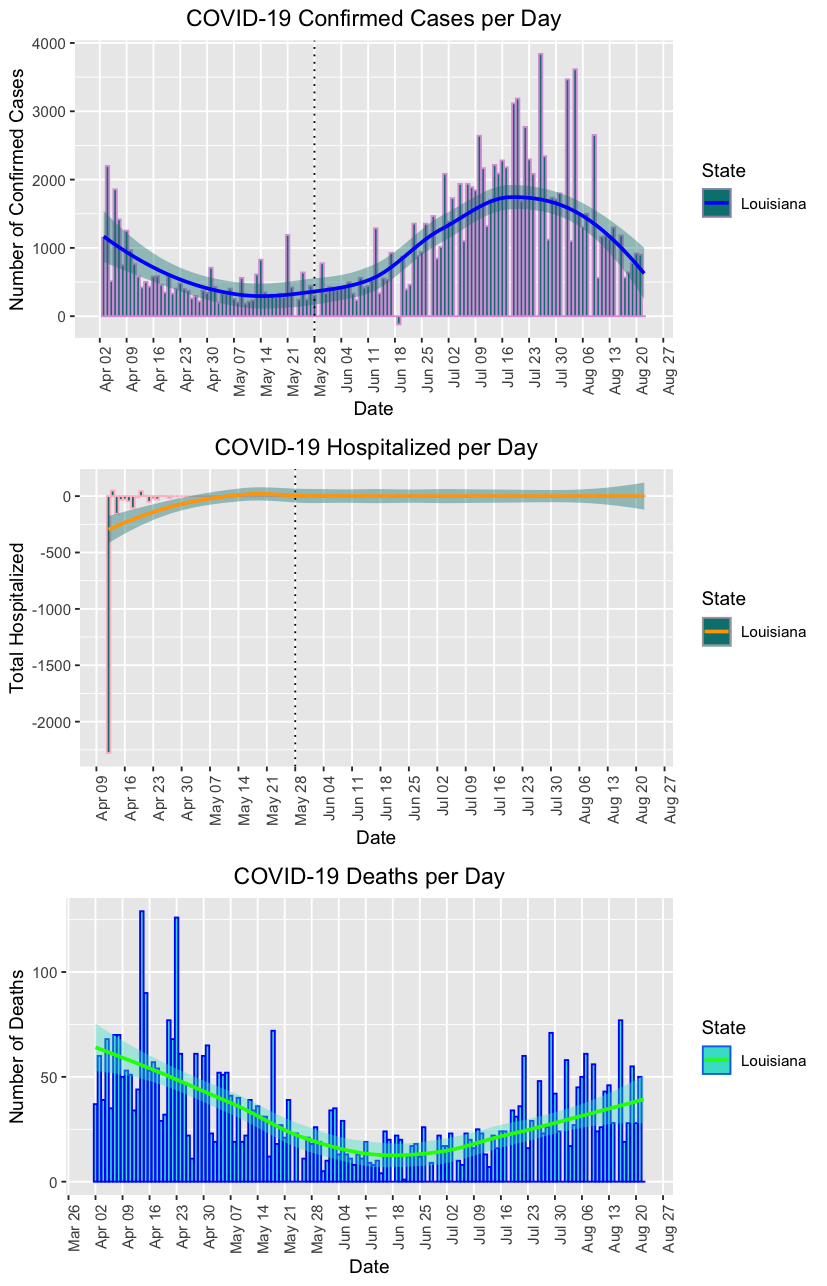 COVID-19 Confirmed Cases per Day
Number of Confirmed Cases
4000
3000
2000
1000
0
Apr 02
Apr 09
Apr 16
Apr 23
Apr 30
May 07
May 14
May 21
May 28
Jun 04
Jun 11
Jun 18
Jun 25
Jul 02
Jul 09
Jul 16
Jul 23
Jul 30
Aug 06
Aug 13
Aug 20
Aug 27
Date
State
Louisiana
COVID-19 Hospitalized per Day
Total Hospitalized
0
-500
-1000
-1500
-2000
Apr 09
Apr 16
Apr 23
Apr 30
May 07
May 14
May 21
May 28
Jun 04
Jun 11
Jun 18
Jun 25
Jul 02
Jul 09
Jul 16
Jul 23
Jul 30
Aug 06
Aug 13
Aug 20
Aug 27
Date
State
Louisiana
COVID-19 Deaths per Day
Number of Deaths
100
50
0
Mar 26
Apr 02
Apr 09
Apr 16
Apr 23
Apr 30
May 07
May 14
May 21
May 28
Jun 04
Jun 11
Jun 18
Jun 25
Jul 02
Jul 09
Jul 16
Jul 23
Jul 30
Aug 06
Aug 13
Aug 20
Aug 27
Date
State
Louisiana